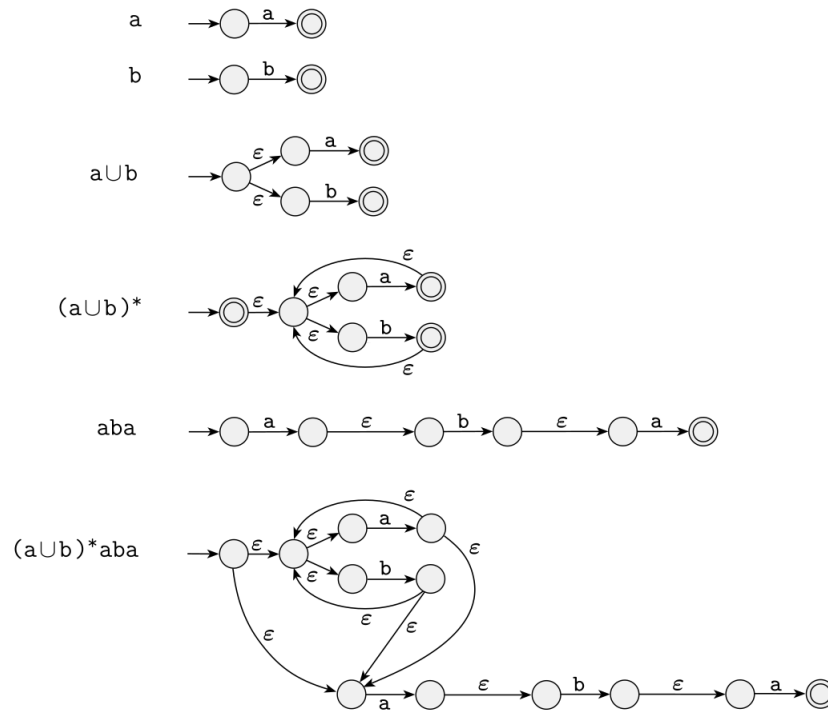 a a
b b
a∪b ε a
ε b
(a∪b)* ε ε a ε
ε b ε
aba a ε b ε a
(a∪b)*aba ε ε a ε ε
ε b ε
ε ε
a ε b ε a